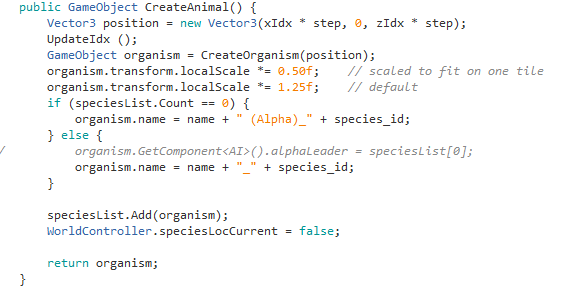 public GameObject CreateAnimal() {
    Vector3 position = new Vector3(xIdx * step, 0, zIdx * step);
    UpdateIdx ();
    GameObject organism = CreateOrganism(position);
    organism.transform.localScale *= 0.50f;    // scaled to fit on one tile
    organism.transform.localScale *= 1.25f;    // default
    if (speciesList.Count == 0) {
        organism.name = name + " (Alpha)_" + species_id;
    } else {
/        organism.GetComponent<AI>().alphaLeader = speciesList[0];
        organism.name = name + "_" + species_id;
    }

    speciesList.Add(organism);
    WorldController.speciesLocCurrent = false;

    return organism;
}